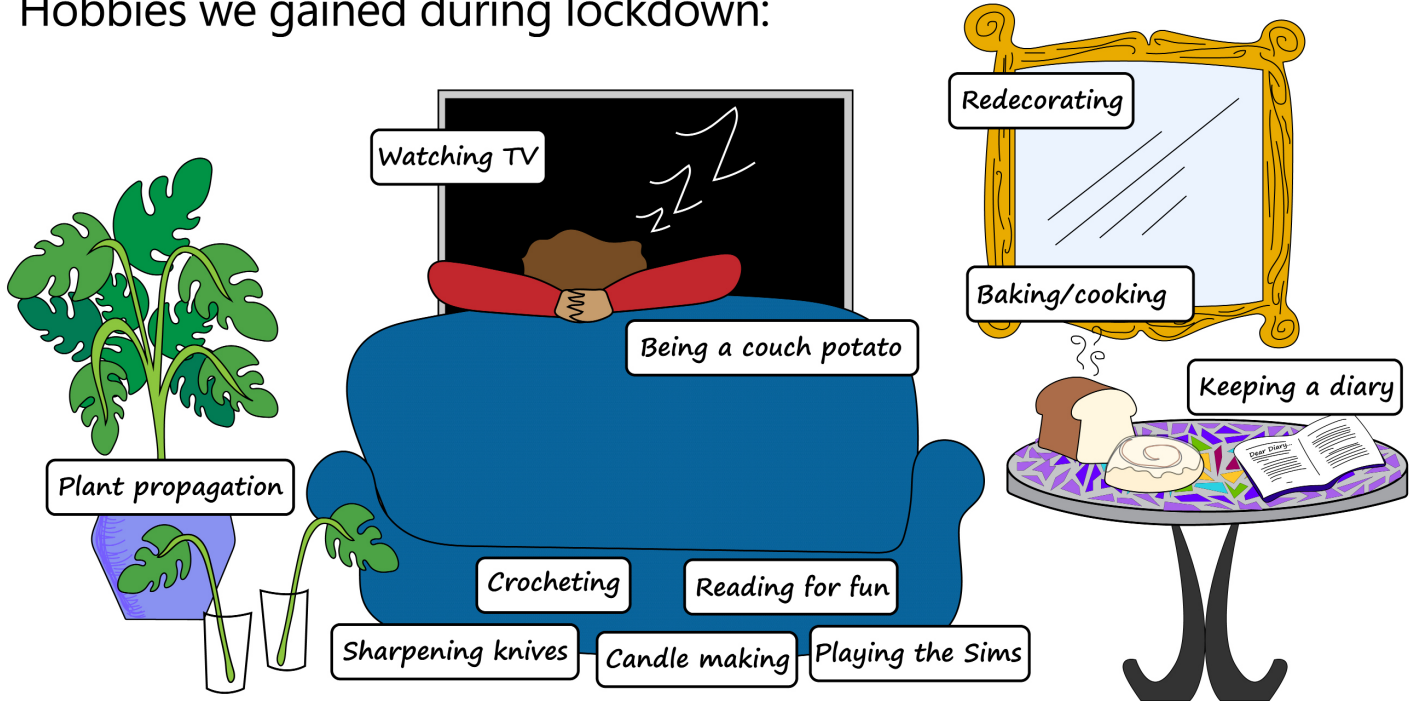 Hobbies we gained during lockdown:
Redecorating
Watching TV
Z
Z
Z
Baking/cooking
Being a couch potato
Keeping a diary
Dear Diary...
Plant propagation
Crocheting
Reading for fun
Sharpening knives
Candle making
Playing the Sims